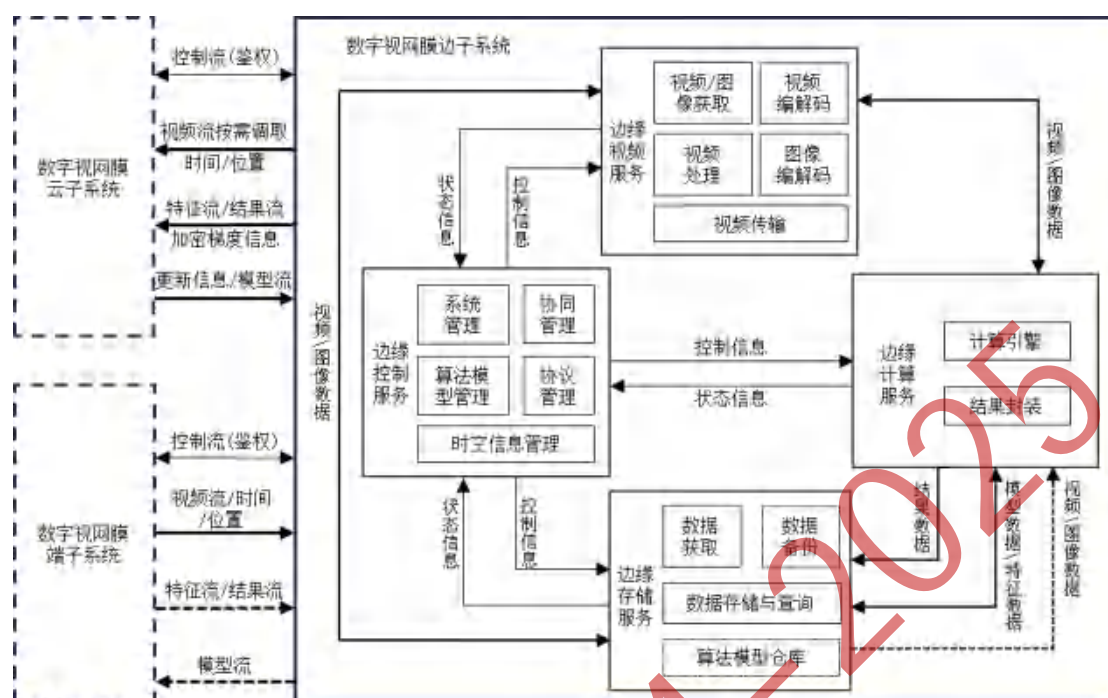 控制流(鉴权)
视频流按需调取
时间/位置
特征流/结果流
加密梯度信息
更新信息/模型流
数字视网膜
云子系统
控制流(鉴权)
视频流/时间
/位置
特征流/结果流
模型流
数字视网膜
端子系统
数字视网膜边子系统
视频/图像数据
边缘
视频
服务
视频/图
像获取
视频
编解码
视频
处理
图像
编解码
视频传输
状态信息
控制信息
视频/图像数据
边缘
控制
服务
系统
管理
协同
管理
算法模
型管理
协议
管理
时空信息管理
控制信息
状态信息
边缘
计算
服务
计算引擎
结果封装
状态信息
控制信息
结果数据
模型数据/特征数据
视频/图像数据
边缘
存储
服务
数据
获取
数据
备份
数据存储与查询
算法模型仓库
2025